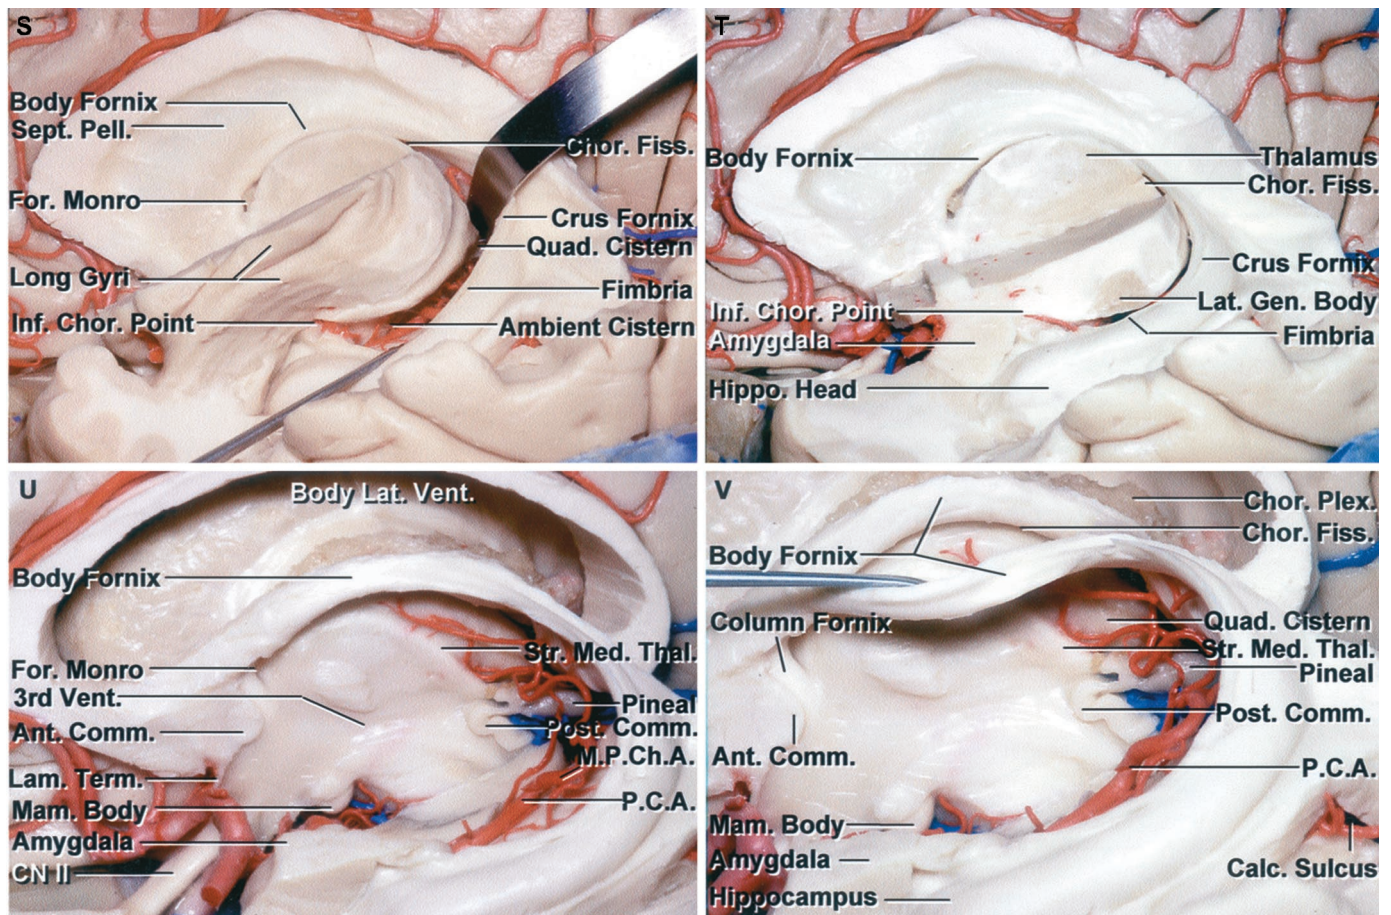 S
Body Fornix
Sept. Pell.
Chor. Fiss.
For. Monro
Crus Fornix
Quad. Cistern
Long Gyri
Fimbria
Inf. Chor. Point
Ambient Cistern
T
Body Fornix
Thalamus
Chor. Fiss.
Crus Fornix
Lat. Gen. Body
Inf. Chor. Point
Fimbria
Amygdala
Hippo. Head
U
Body Lat. Vent.
Body Fornix
Str. Med. Thal.
For. Monro
3rd Vent.
Pineal
Ant. Comm.
Post. Comm.
M.P.Ch.A.
Lam. Term.
P.C.A.
Mam. Body
Amygdala
CN II
V
Chor. Plex.
Chor. Fiss.
Body Fornix
Column Fornix
Quad. Cistern
Str. Med. Thal.
Pineal
Post. Comm.
Ant. Comm.
P.C.A.
Mam. Body
Amygdala
Calc. Sulcus
Hippocampus